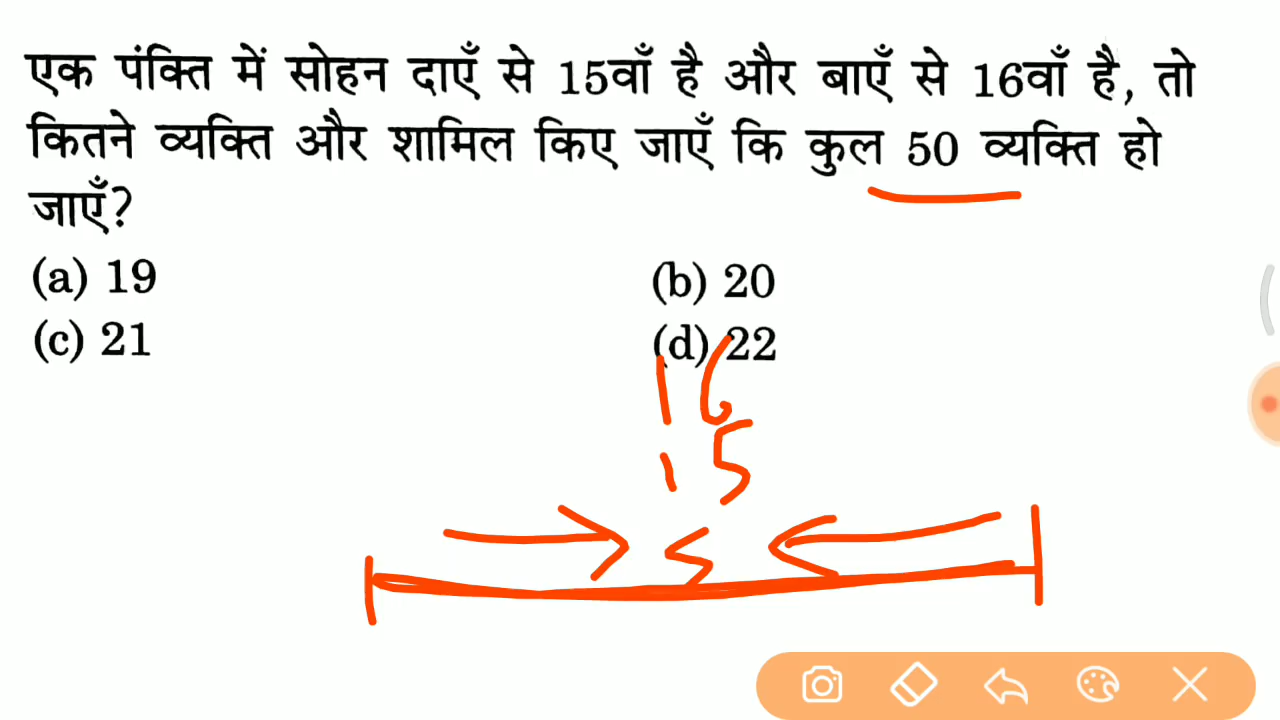 एक पंक्ति में सोहन दाएँ से 15वाँ है और बाएँ से 16वाँ है, तो
कितने व्यक्ति और शामिल किए जाएँ कि कुल 50 व्यक्ति हो
जाएँ?
(a) 19 (b) 20
(c) 21 (d) 22
16
15
S